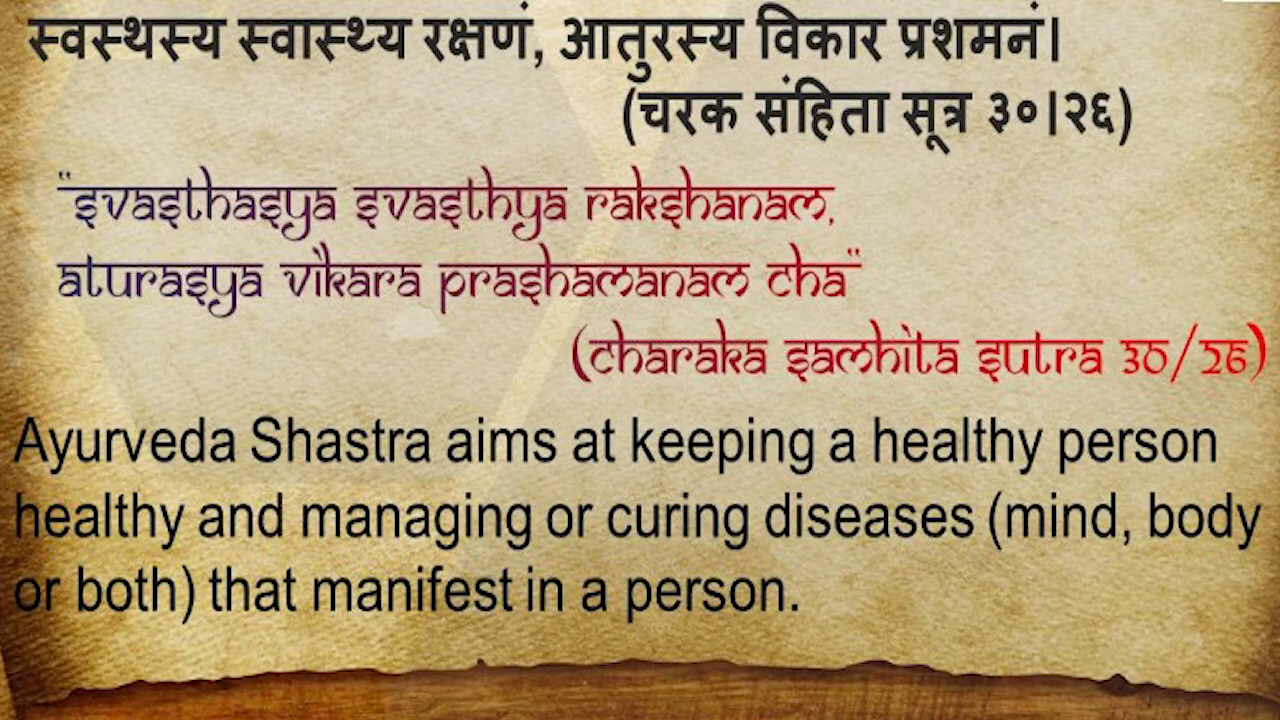 स्वस्थस्य स्वास्थ्य रक्षणं, आतुरस्य विकार प्रशमनं।
(चरक संहिता सूत्र ३०।२६)
"svasthasya svasthya rakshanam,
aturasya vikara prashamanam cha"
(charaka samhita sutra 30/26)
Ayurveda Shastra aims at keeping a healthy person
healthy and managing or curing diseases (mind, body
or both) that manifest in a person.